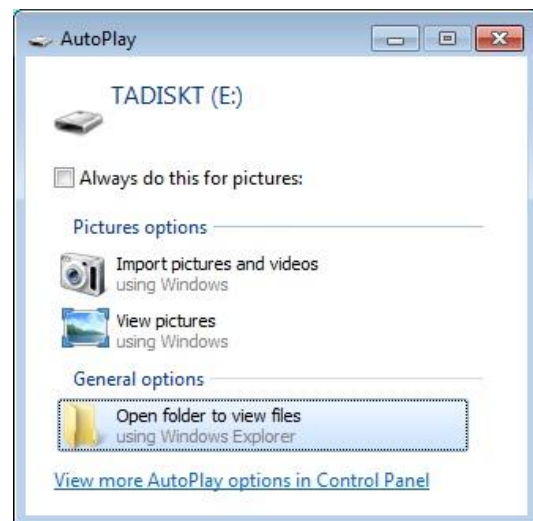 AutoPlay
TADISKT (E:)
Always do this for pictures:
Pictures options
Import pictures and videos
using Windows
View pictures
using Windows
General options
Open folder to view files
using Windows Explorer
View more AutoPlay options in Control Panel